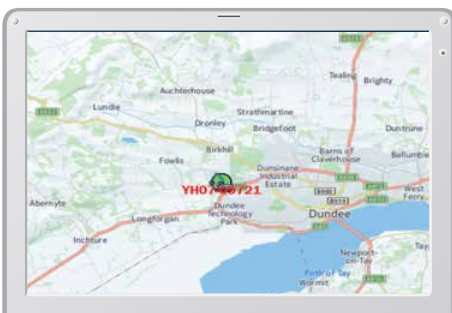 Tealing
Brighty
Auchterhouse
Lundie
Strathmartine
Dronley
Bridgefoot
Duntrune
Birkhill
Barns of
Claverhouse
Fowlis
Ballumbie
Dunsinane
Industrial
Estate
West
Ferry
Abernyte
Dundee
Technology
Park
Longforgan
Dundee
Inchture
Newport-
on-Tay
Tay
Firth of Tay
Wormit